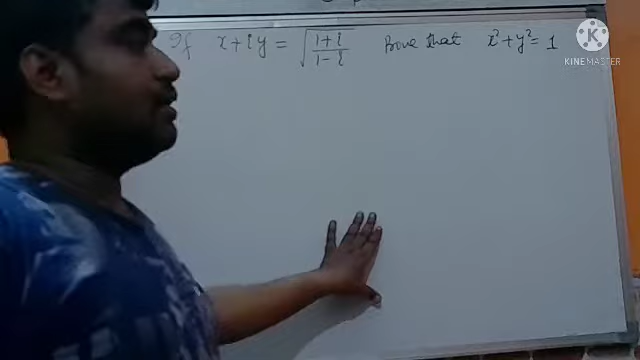 If x+iy = √(1+i / 1-i) Prove that x²+y² = 1
KINEMASTER